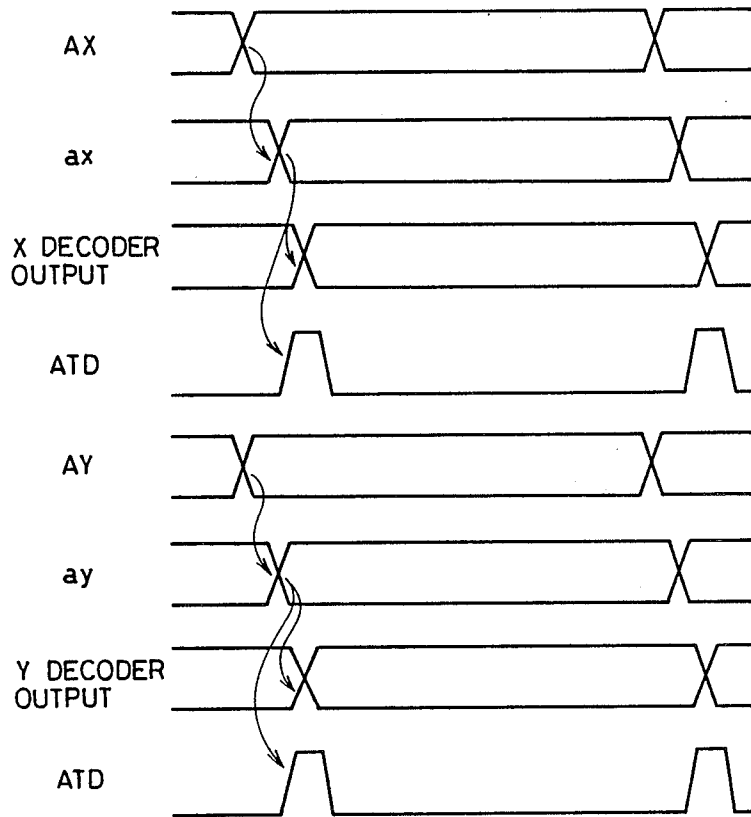 AX
ax
X DECODER
OUTPUT
ATD
AY
ay
Y DECODER
OUTPUT
ATD